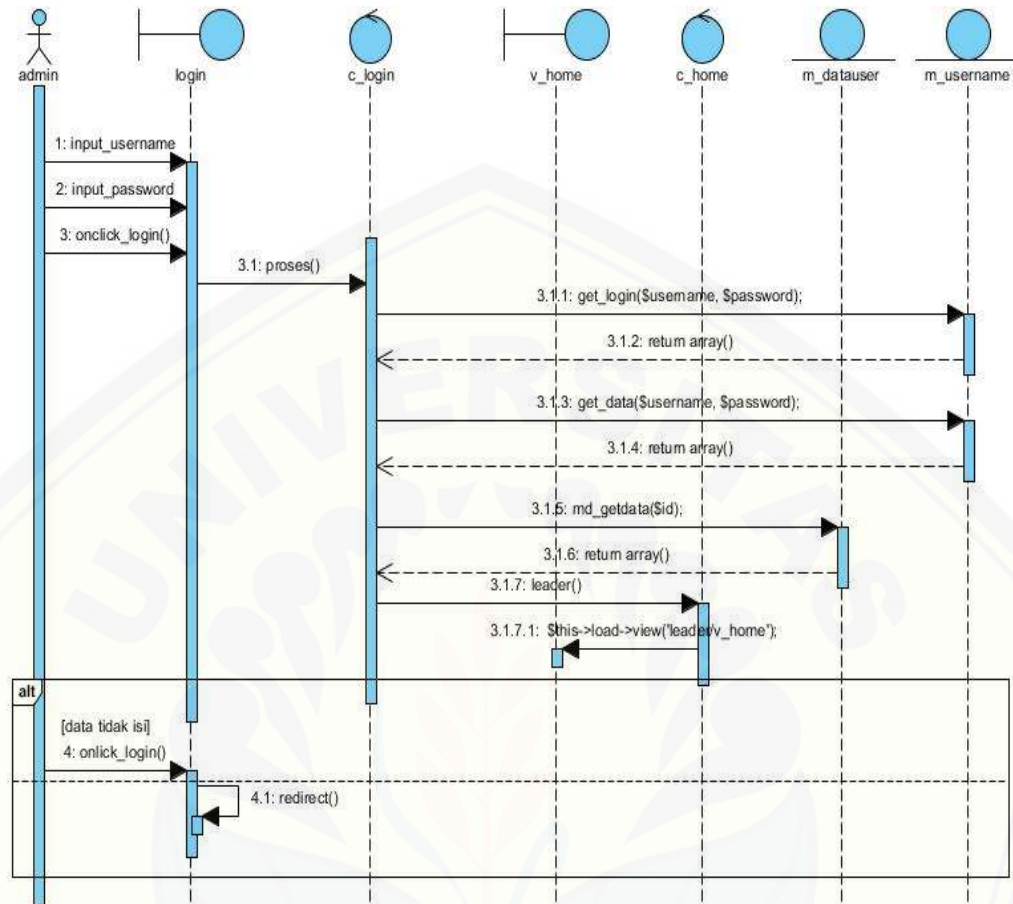 admin
login
c_login
v_home
c_home
m_datauser
m_username
1: input_username
2: input_password
3: onclick_login()
3.1: proses()
3.1.1: get_login($username, $password);
3.1.2: return array()
3.1.3: get_data($username, $password);
3.1.4: return array()
3.1.5: md_getdata($id);
3.1.6: return array()
3.1.7: leader()
3.1.7.1: $this->load->view("leader/v_home");
alt
[data tidak isi]
4: onlick_login()
4.1: redirect()
UNIVERSITAS